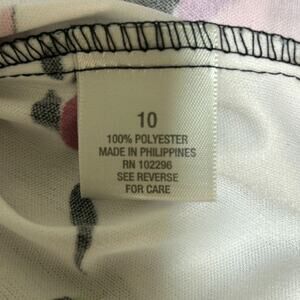 10
100% POLYESTER
MADE IN PHILIPPINES
RN 102296
SEE REVERSE
FOR CARE